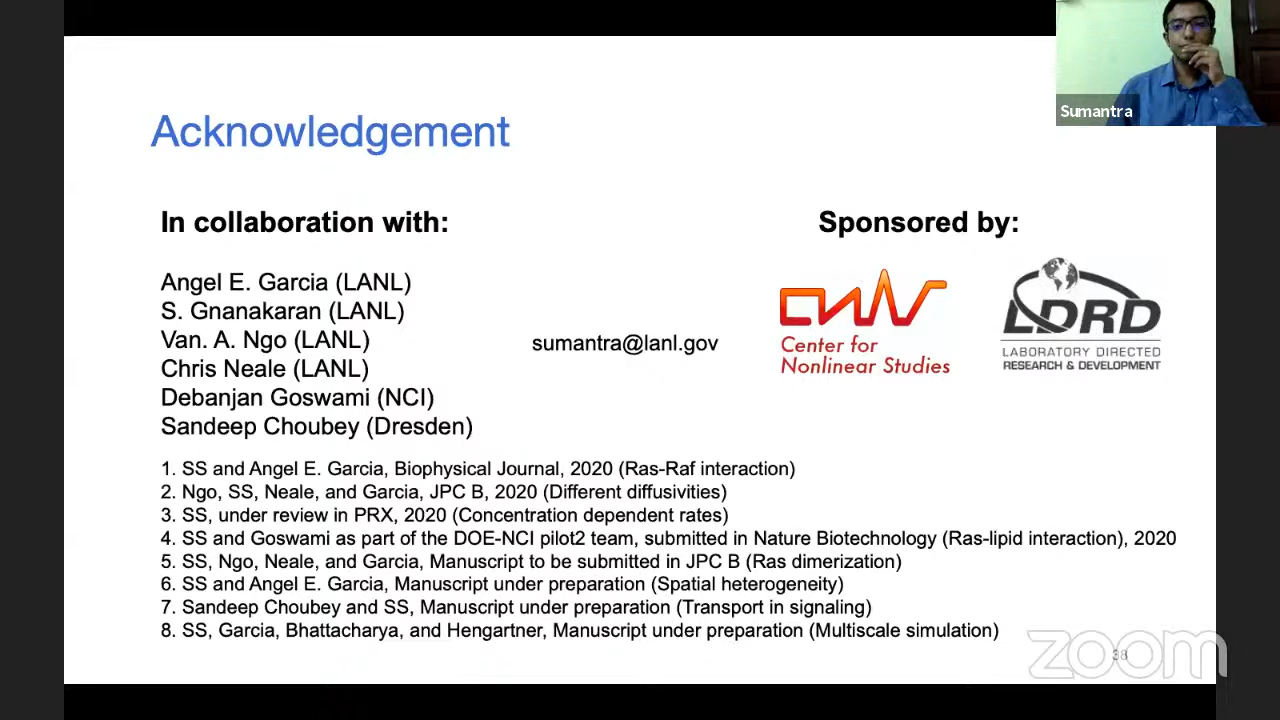 Sumantra
Acknowledgement
In collaboration with:
Angel E. Garcia (LANL)
S. Gnanakaran (LANL)
Van. A. Ngo (LANL)
Chris Neale (LANL)
Debanjan Goswami (NCI)
Sandeep Choubey (Dresden)
sumantra@lanl.gov
Sponsored by:
CNLS
Center for
Nonlinear Studies
LDRD
LABORATORY DIRECTED
RESEARCH & DEVELOPMENT
1. SS and Angel E. Garcia, Biophysical Journal, 2020 (Ras-Raf interaction)
2. Ngo, SS, Neale, and Garcia, JPC B, 2020 (Different diffusivities)
3. SS, under review in PRX, 2020 (Concentration dependent rates)
4. SS and Goswami as part of the DOE-NCI pilot2 team, submitted in Nature Biotechnology (Ras-lipid interaction), 2020
5. SS, Ngo, Neale, and Garcia, Manuscript to be submitted in JPC B (Ras dimerization)
6. SS and Angel E. Garcia, Manuscript under preparation (Spatial heterogeneity)
7. Sandeep Choubey and SS, Manuscript under preparation (Transport in signaling)
8. SS, Garcia, Bhattacharya, and Hengartner, Manuscript under preparation (Multiscale simulation)
38
zoom